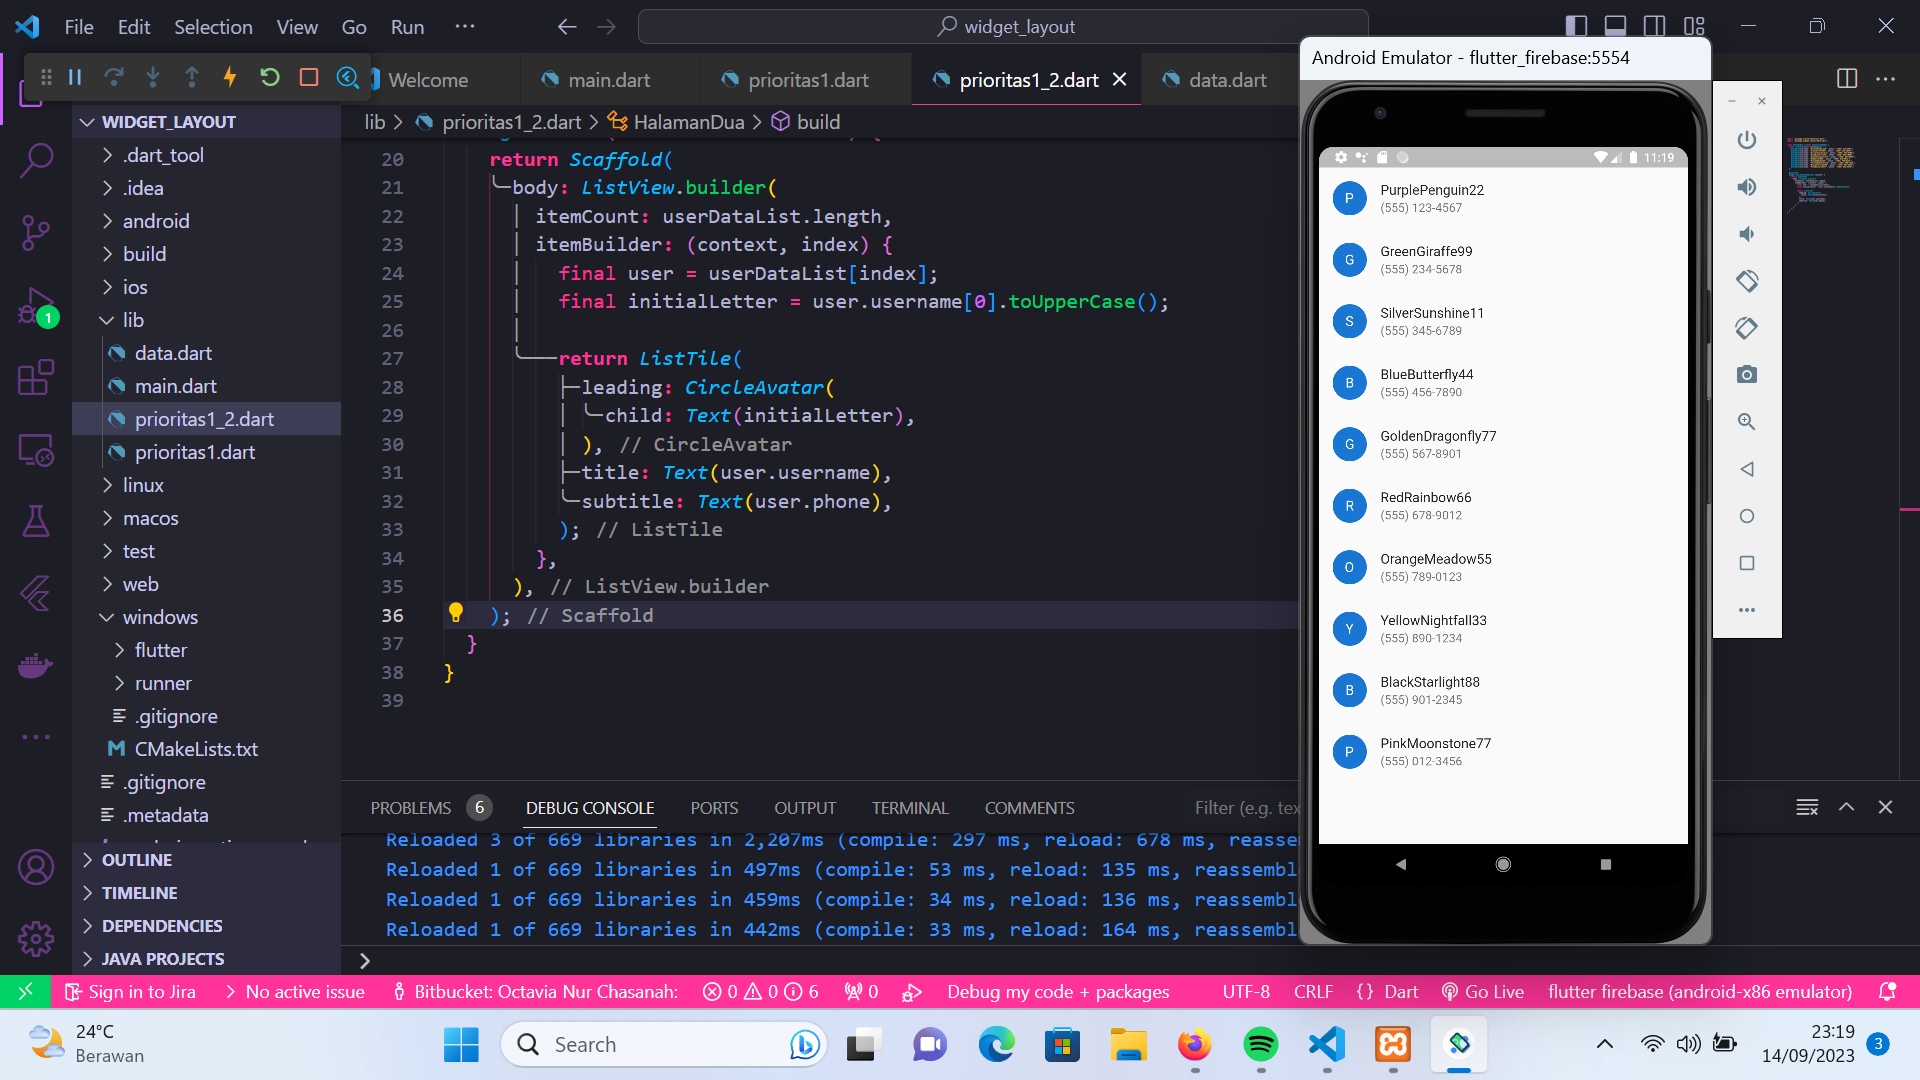 File Edit Selection View Go Run ···
widget_layout
Welcome
main.dart
prioritas1.dart
prioritas1_2.dart
data.dart
WIDGET_LAYOUT
.dart_tool
.idea
android
build
ios
lib
data.dart
main.dart
prioritas1_2.dart
prioritas1.dart
linux
macos
test
web
windows
flutter
runner
.gitignore
CMakeLists.txt
.gitignore
.metadata
OUTLINE
TIMELINE
DEPENDENCIES
JAVA PROJECTS
1
lib > prioritas1_2.dart > HalamanDua > build
20 return Scaffold(
21 body: ListView.builder(
22 itemCount: userDataList.length,
23 itemBuilder: (context, index) {
24 final user = userDataList[index];
25 final initialLetter = user.username[0].toUpperCase();
26
27 return ListTile(
28 leading: CircleAvatar(
29 child: Text(initialLetter),
30 ), // CircleAvatar
31 title: Text(user.username),
32 subtitle: Text(user.phone),
33 ); // ListTile
34 },
35 ), // ListView.builder
36 ); // Scaffold
37 }
38 }
39
PROBLEMS 6 DEBUG CONSOLE PORTS OUTPUT TERMINAL COMMENTS
Filter (e.g. tex
Reloaded 3 of 669 libraries in 2,207ms (compile: 297 ms, reload: 678 ms, reasse
Reloaded 1 of 669 libraries in 497ms (compile: 53 ms, reload: 135 ms, reassembl
Reloaded 1 of 669 libraries in 459ms (compile: 34 ms, reload: 136 ms, reassembl
Reloaded 1 of 669 libraries in 442ms (compile: 33 ms, reload: 164 ms, reassembl
>
Android Emulator - flutter_firebase:5554
11:19
P PurplePenguin22
(555) 123-4567
G GreenGiraffe99
(555) 234-5678
S SilverSunshine11
(555) 345-6789
B BlueButterfly44
(555) 456-7890
G GoldenDragonfly77
(555) 567-8901
R RedRainbow66
(555) 678-9012
O OrangeMeadow55
(555) 789-0123
Y YellowNightfall33
(555) 890-1234
B BlackStarlight88
(555) 901-2345
P PinkMoonstone77
(555) 012-3456
Sign in to Jira
No active issue
Bitbucket: Octavia Nur Chasanah:
0 0 6
0
Debug my code + packages
UTF-8
CRLF
{} Dart
Go Live
flutter firebase (android-x86 emulator)
24°C
Berawan
Search
23:19
14/09/2023
3